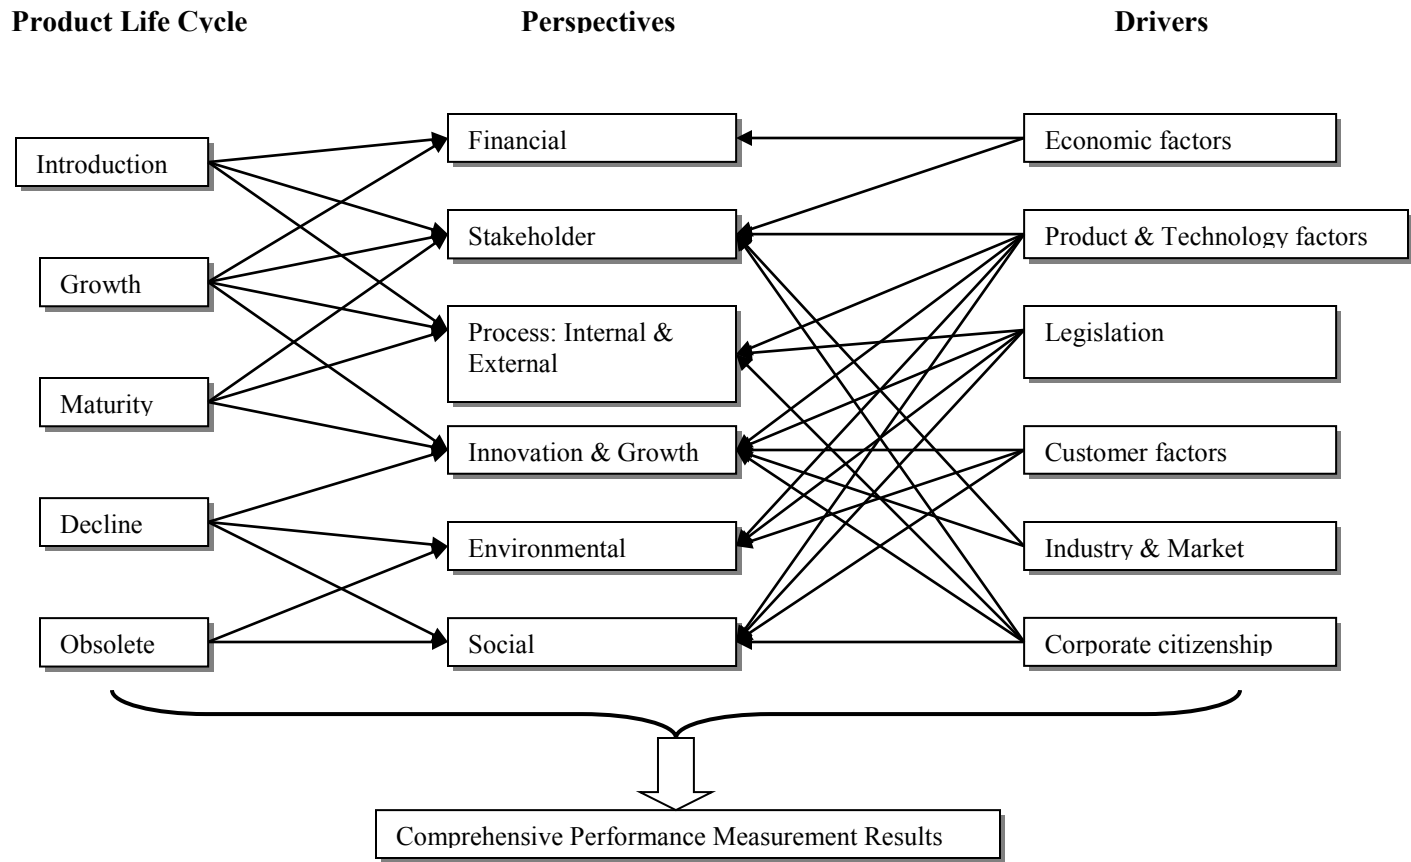 Product Life Cycle
Perspectives
Drivers
Introduction
Growth
Maturity
Decline
Obsolete
Financial
Stakeholder
Process: Internal &
External
Innovation & Growth
Environmental
Social
Economic factors
Product & Technology factors
Legislation
Customer factors
Industry & Market
Corporate citizenship
Comprehensive Performance Measurement Results